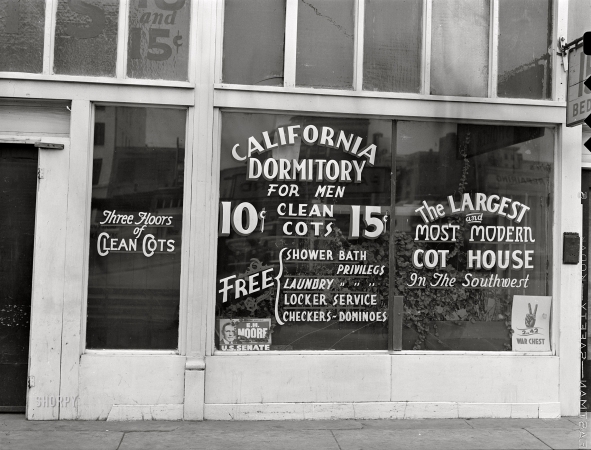 and
15¢
Three Floors
of
CLEAN COTS
CALIFORNIA
DORMITORY
FOR MEN
10¢ CLEAN COTS 15¢
FREE
SHOWER BATH
PRIVILEGS
LAUNDRY " " "
LOCKER SERVICE
CHECKERS-DOMINOES
MOORE
U.S. SENATE
The LARGEST
and
MOST MODERN
COT HOUSE
In The Southwest
WAR CHEST
BED
SHORPY